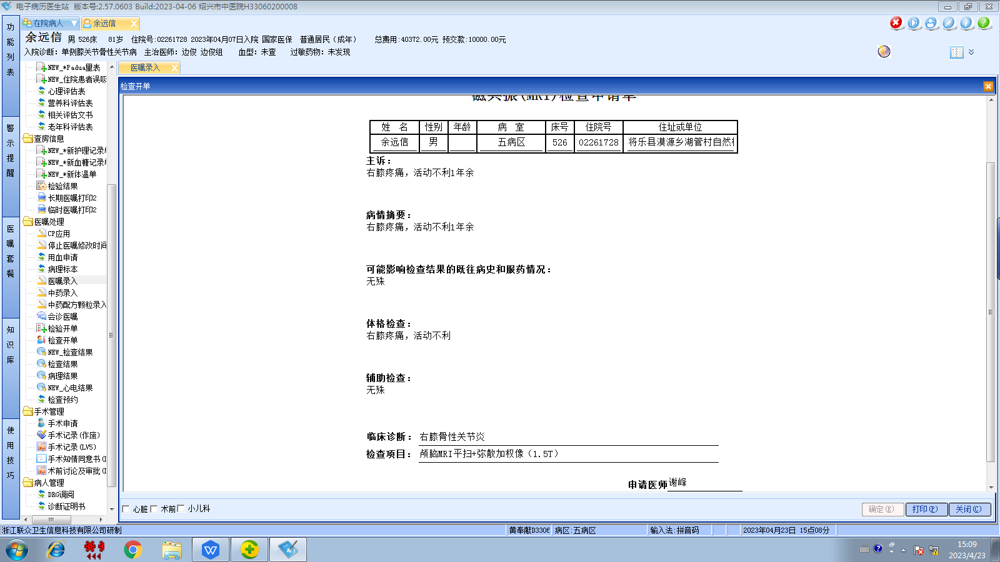 电子病历医生站 版本号:2.57.0603 Build:2023-04-06 绍兴市中医院H33060200008
在院病人
余远信
余远信 男 526床 81岁 住院号:02261728 2023年04月07日入院 国家医保 普通居民（成年） 总费用:40372.00元 预交款:10000.00元
入院诊断: 单侧膝关节骨性关节病 主治医师: 边俊 边俊组 血型: 未查 过敏药物: 未发现
功能列表
警示提醒
医嘱套餐
知识库
使用技巧
NEW_*Padua量表
NEW_住院患者误吸
心理评估表
营养科评估表
相关评估文书
老年科评估表
查房信息
NEW_*新护理记录单
NEW_*新血糖记录
NEW_*新体温单
检验结果
长期医嘱打印2
临时医嘱打印2
医嘱处理
CP应用
停止医嘱修改时间
用血申请
病理标本
医嘱录入
中药录入
中药配方颗粒录入
会诊医嘱
检验开单
检查开单
NEW_检查结果
检查结果
病理结果
NEW_心电结果
检查预约
手术管理
手术申请
手术记录(作废)
手术记录(LV5)
手术知情同意书(I
术前讨论及审批(I
病人管理
DRG调阅
诊断证明书
医嘱录入
检查开单
磁共振(MRI)检查申请单
姓 名 性别 年龄 病 室 床号 住院号 住址或单位
余远信 男 五病区 526 02261728 将乐县漠源乡湖管村自然村
主诉:
右膝疼痛，活动不利1年余
病情摘要:
右膝疼痛，活动不利1年余
可能影响检查结果的既往病史和服药情况:
无殊
体格检查:
右膝疼痛，活动不利
辅助检查:
无殊
临床诊断: 右膝骨性关节炎
检查项目: 颅脑MRI平扫+弥散加权像（1.5T）
申请医师 谢峰
心脏 术前 小儿科
确定(E) 打印(P) 关闭(C)
浙江联众卫生信息科技有限公司研制 黄奉献D3306 病区:五病区 输入法:拼音码 2023年04月23日 15点08分
15:09
2023/4/23